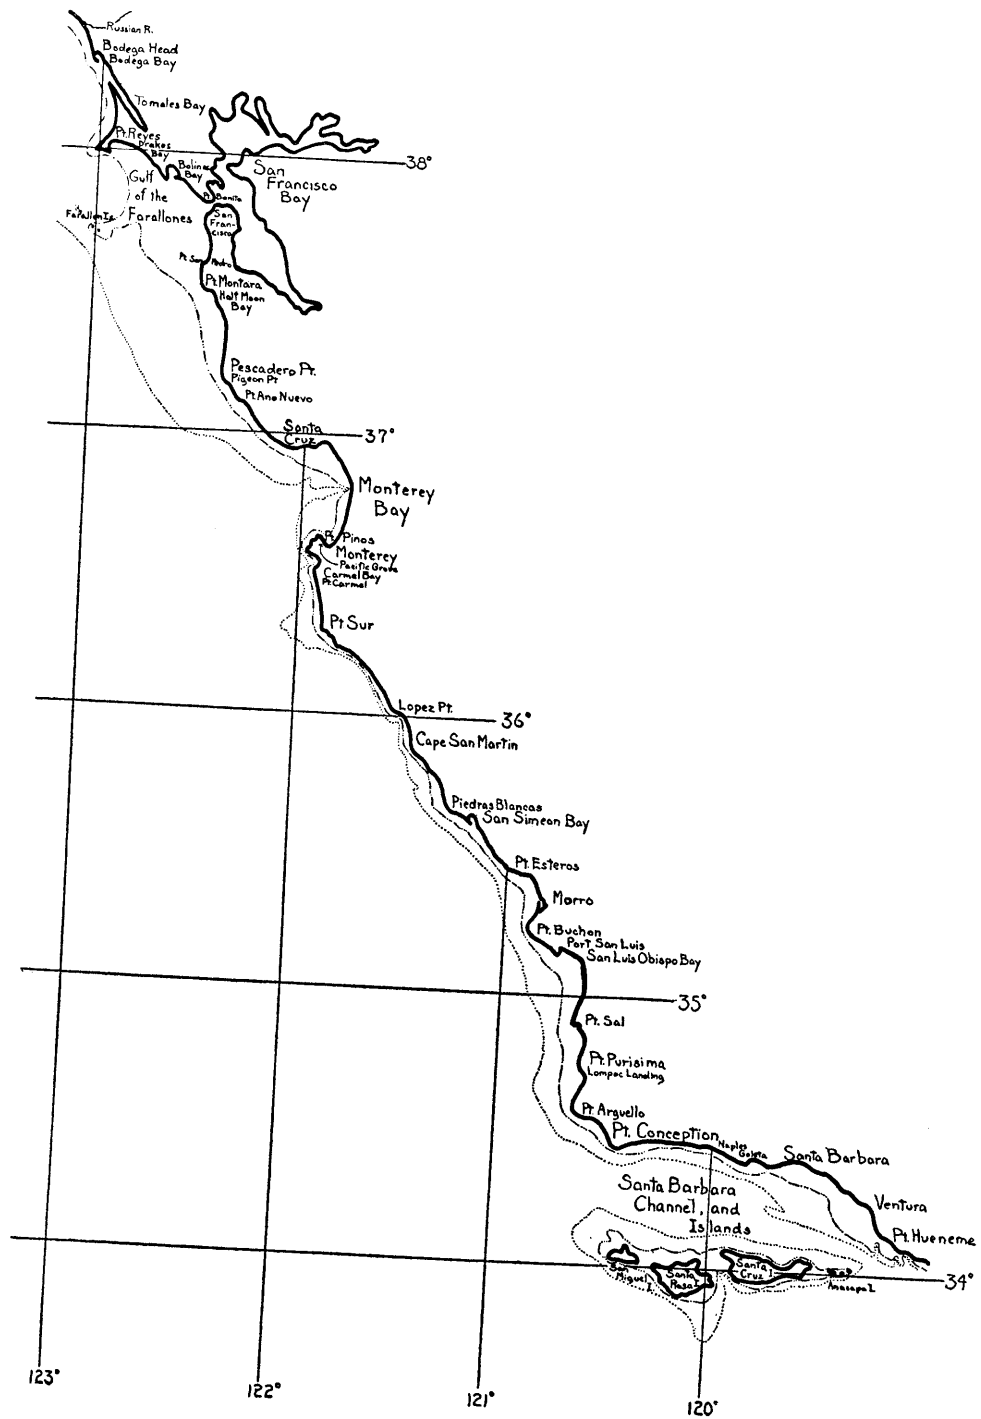 Russian R.
Bodega Head
Bodega Bay
Tomales Bay
Pt. Reyes
Drakes
Bay
38°
Bolinas
Bay
San
Francisco
Bay
Gulf
of the
Farallones
Pt. Bonita
Farallon Is.
San
Fran-
cisco
Pt. San Pedro
Pt. Montara
Half Moon
Bay
Pescadero Pt.
Pigeon Pt
Pt. Ano Nuevo
Santa
Cruz
37°
Monterey
Bay
Pt. Pinos
Monterey
Pacific Grove
Carmel Bay
Pt. Carmel
Pt Sur
Lopez Pt.
36°
Cape San Martin
Piedras Blancas
San Simeon Bay
Pt. Esteros
Morro
Pt. Buchon
Port San Luis
San Luis Obispo Bay
35°
Pt. Sal
Pt. Purisima
Lompoc Landing
Pt. Arguello
Pt. Conception
Naples
Goleta
Santa Barbara
Santa Barbara
Channel, and
Islands
Ventura
Pt. Hueneme
San
Miguel I.
Santa
Rosa I.
Santa
Cruz I.
Anacapa I.
34°
123°
122°
121°
120°